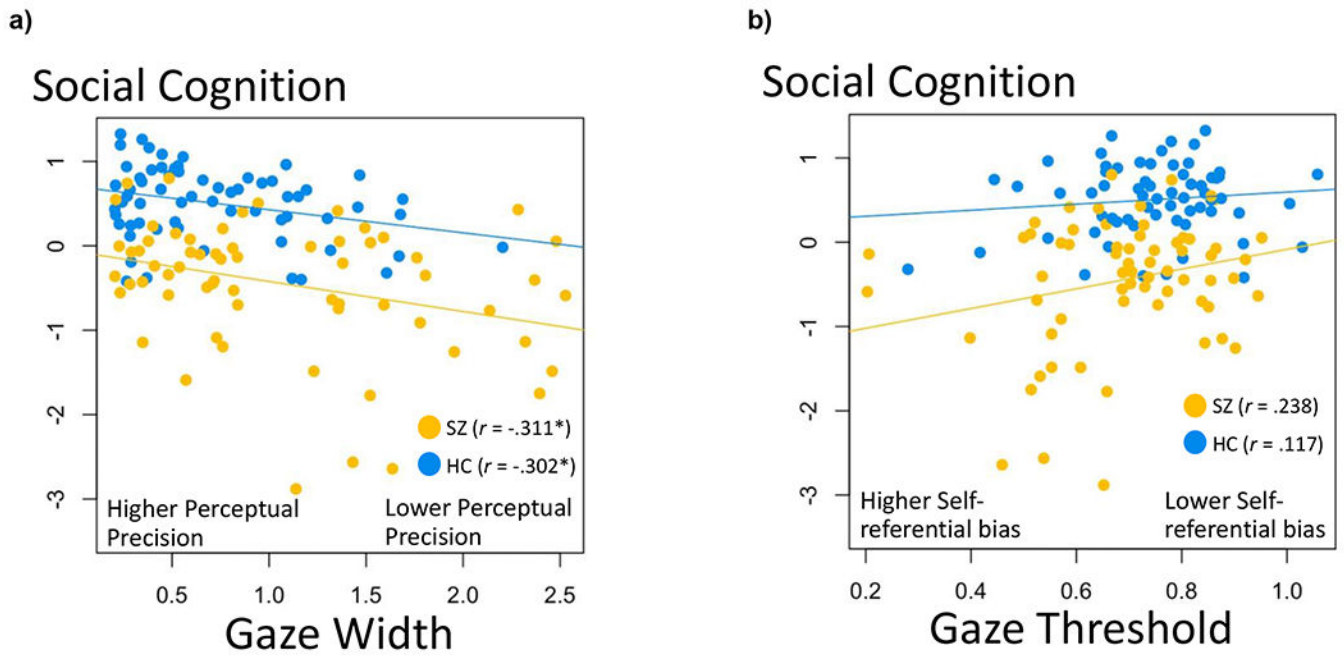 a)
Social Cognition
1
0
-1
-2
-3
SZ (r = -.311*)
HC (r = -.302*)
Higher Perceptual
Precision
Lower Perceptual
Precision
0.5 1.0 1.5 2.0 2.5
Gaze Width
b)
Social Cognition
1
0
-1
-2
-3
SZ (r = .238)
HC (r = .117)
Higher Self-
referential bias
Lower Self-
referential bias
0.2 0.4 0.6 0.8 1.0
Gaze Threshold